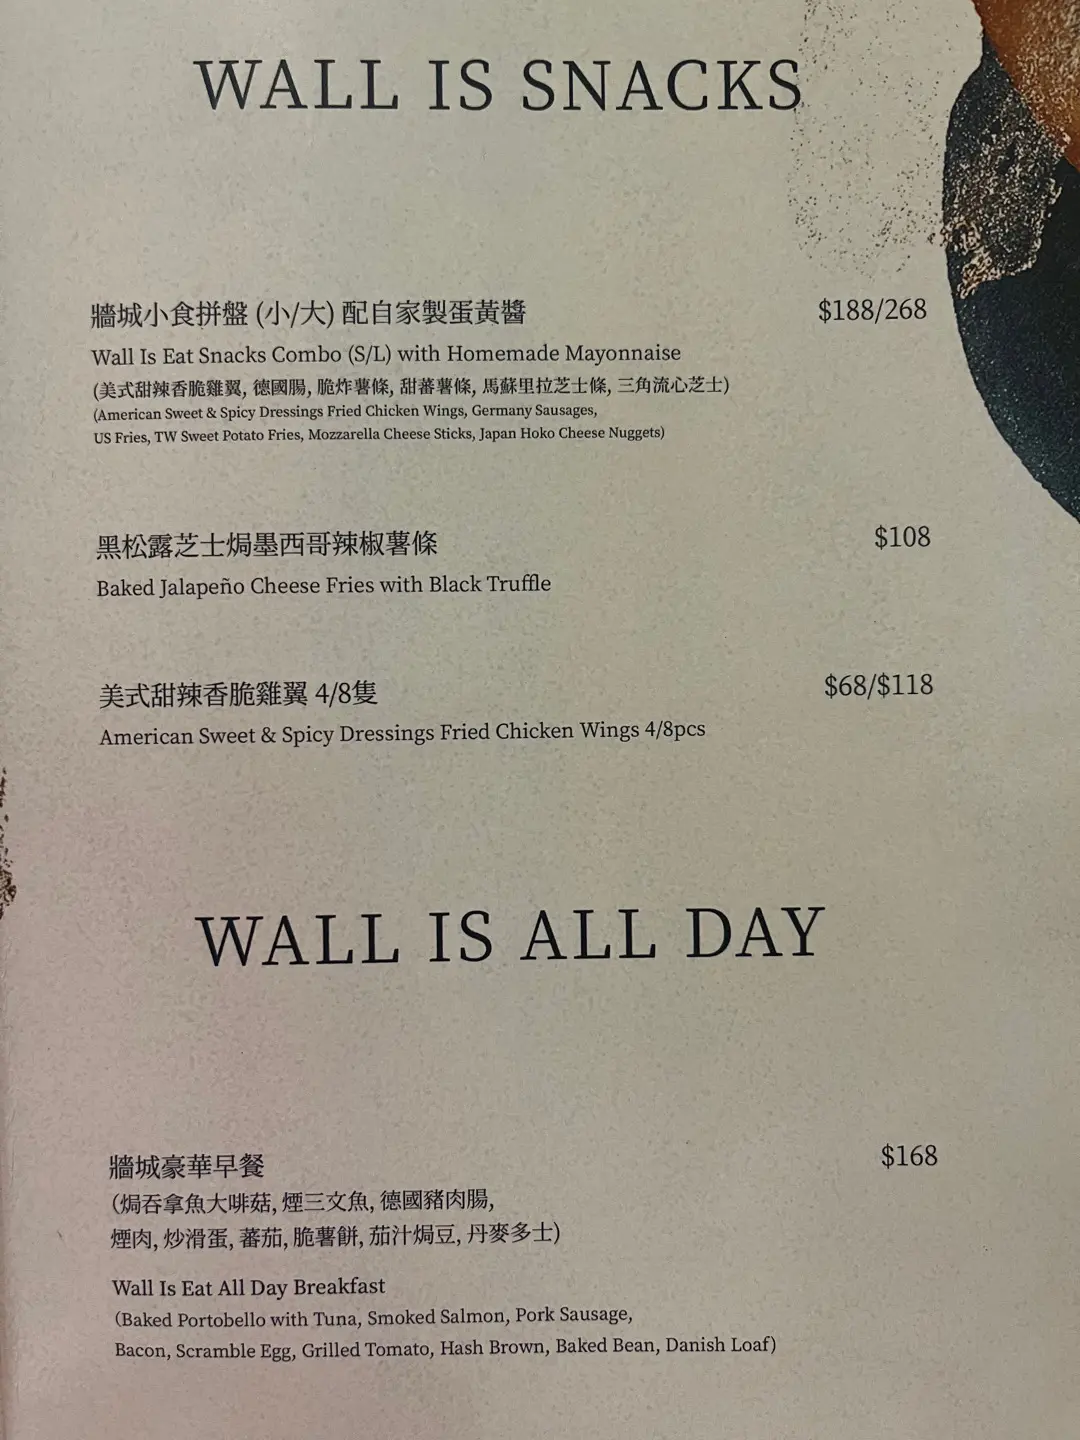 WALL IS SNACKS
牆城小食拼盤 (小/大) 配自家製蛋黃醬 $188/268
Wall Is Eat Snacks Combo (S/L) with Homemade Mayonnaise
(美式甜辣香脆雞翼, 德國腸, 脆炸薯條, 甜蕃薯條, 馬蘇里拉芝士條, 三角流心芝士)
(American Sweet & Spicy Dressings Fried Chicken Wings, Germany Sausages,
US Fries, TW Sweet Potato Fries, Mozzarella Cheese Sticks, Japan Hoko Cheese Nuggets)
黑松露芝士焗墨西哥辣椒薯條 $108
Baked Jalapeño Cheese Fries with Black Truffle
美式甜辣香脆雞翼 4/8隻 $68/$118
American Sweet & Spicy Dressings Fried Chicken Wings 4/8pcs
WALL IS ALL DAY
牆城豪華早餐 $168
(焗吞拿魚大啡菇, 煙三文魚, 德國豬肉腸,
煙肉, 炒滑蛋, 蕃茄, 脆薯餅, 茄汁焗豆, 丹麥多士)
Wall Is Eat All Day Breakfast
(Baked Portobello with Tuna, Smoked Salmon, Pork Sausage,
Bacon, Scramble Egg, Grilled Tomato, Hash Brown, Baked Bean, Danish Loaf)